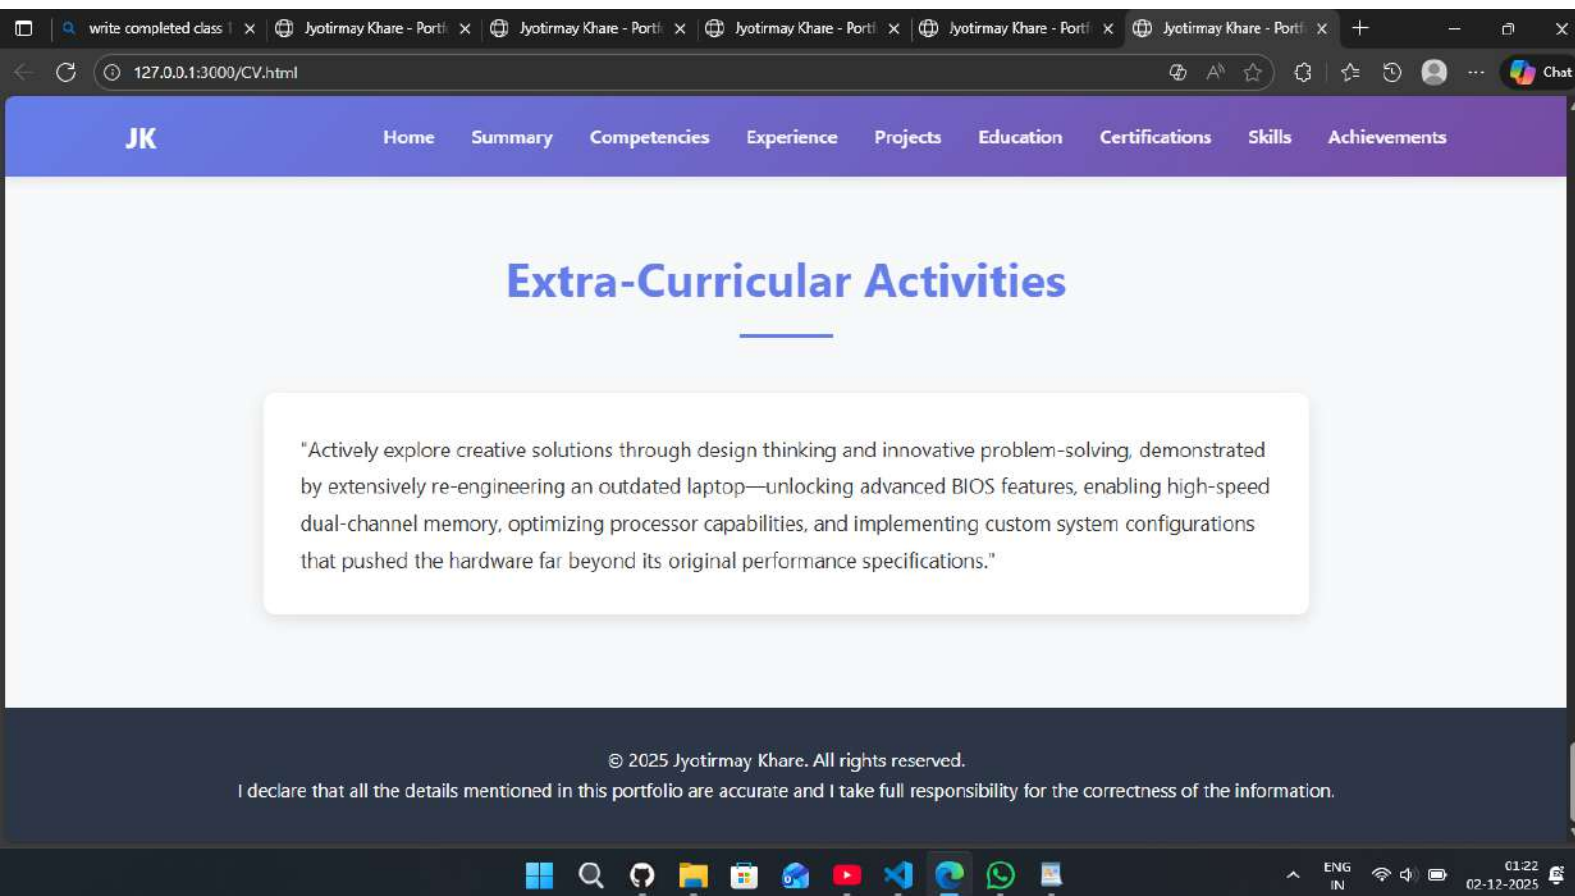 write completed class 1
Jyotirmay Khare - Portf
Jyotirmay Khare - Portf
Jyotirmay Khare - Portf
Jyotirmay Khare - Portf
Jyotirmay Khare - Portf
127.0.0.1:3000/CV.html
Chat
JK
Home Summary Competencies Experience Projects Education Certifications Skills Achievements
Extra-Curricular Activities
"Actively explore creative solutions through design thinking and innovative problem-solving, demonstrated
by extensively re-engineering an outdated laptop—unlocking advanced BIOS features, enabling high-speed
dual-channel memory, optimizing processor capabilities, and implementing custom system configurations
that pushed the hardware far beyond its original performance specifications."
© 2025 Jyotirmay Khare. All rights reserved.
I declare that all the details mentioned in this portfolio are accurate and I take full responsibility for the correctness of the information.
ENG
IN
01:22
02-12-2025